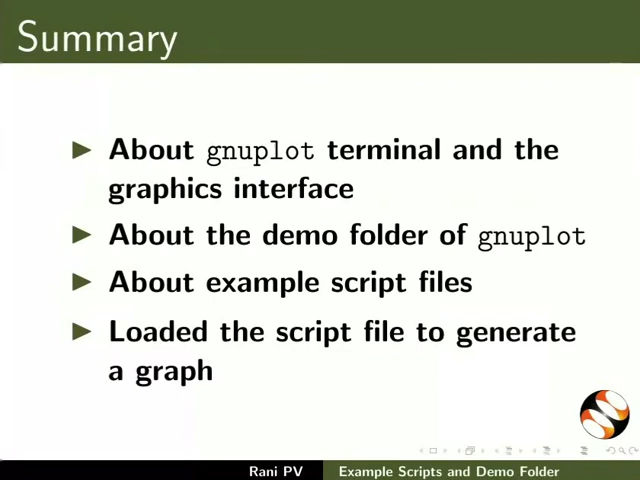 Summary
About gnuplot terminal and the
graphics interface
About the demo folder of gnuplot
About example script files
Loaded the script file to generate
a graph
Rani PV Example Scripts and Demo Folder